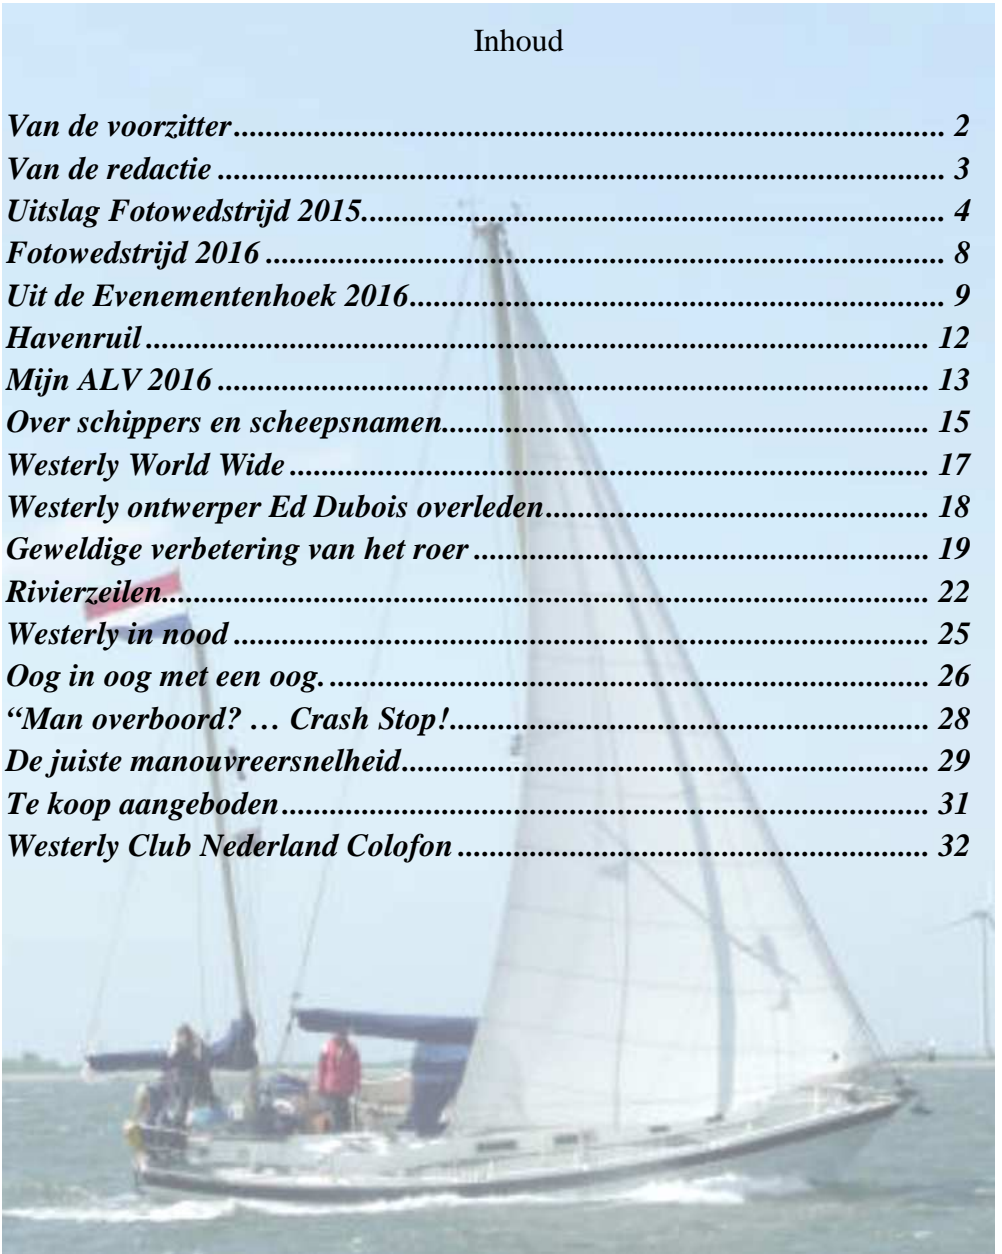 Inhoud
Van de voorzitter........................................................................................ 2
Van de redactie .......................................................................................... 3
Uitslag Fotowedstrijd 2015........................................................................ 4
Fotowedstrijd 2016 .................................................................................... 8
Uit de Evenementenhoek 2016.................................................................. 9
Havenruil ................................................................................................. 12
Mijn ALV 2016 ........................................................................................ 13
Over schippers en scheepsnamen............................................................ 15
Westerly World Wide ............................................................................... 17
Westerly ontwerper Ed Dubois overleden................................................ 18
Geweldige verbetering van het roer ........................................................ 19
Rivierzeilen............................................................................................... 22
Westerly in nood ...................................................................................... 25
Oog in oog met een oog. .......................................................................... 26
“Man overboord? … Crash Stop!........................................................... 28
De juiste manouvreersnelheid................................................................. 29
Te koop aangeboden ................................................................................ 31
Westerly Club Nederland Colofon .......................................................... 32